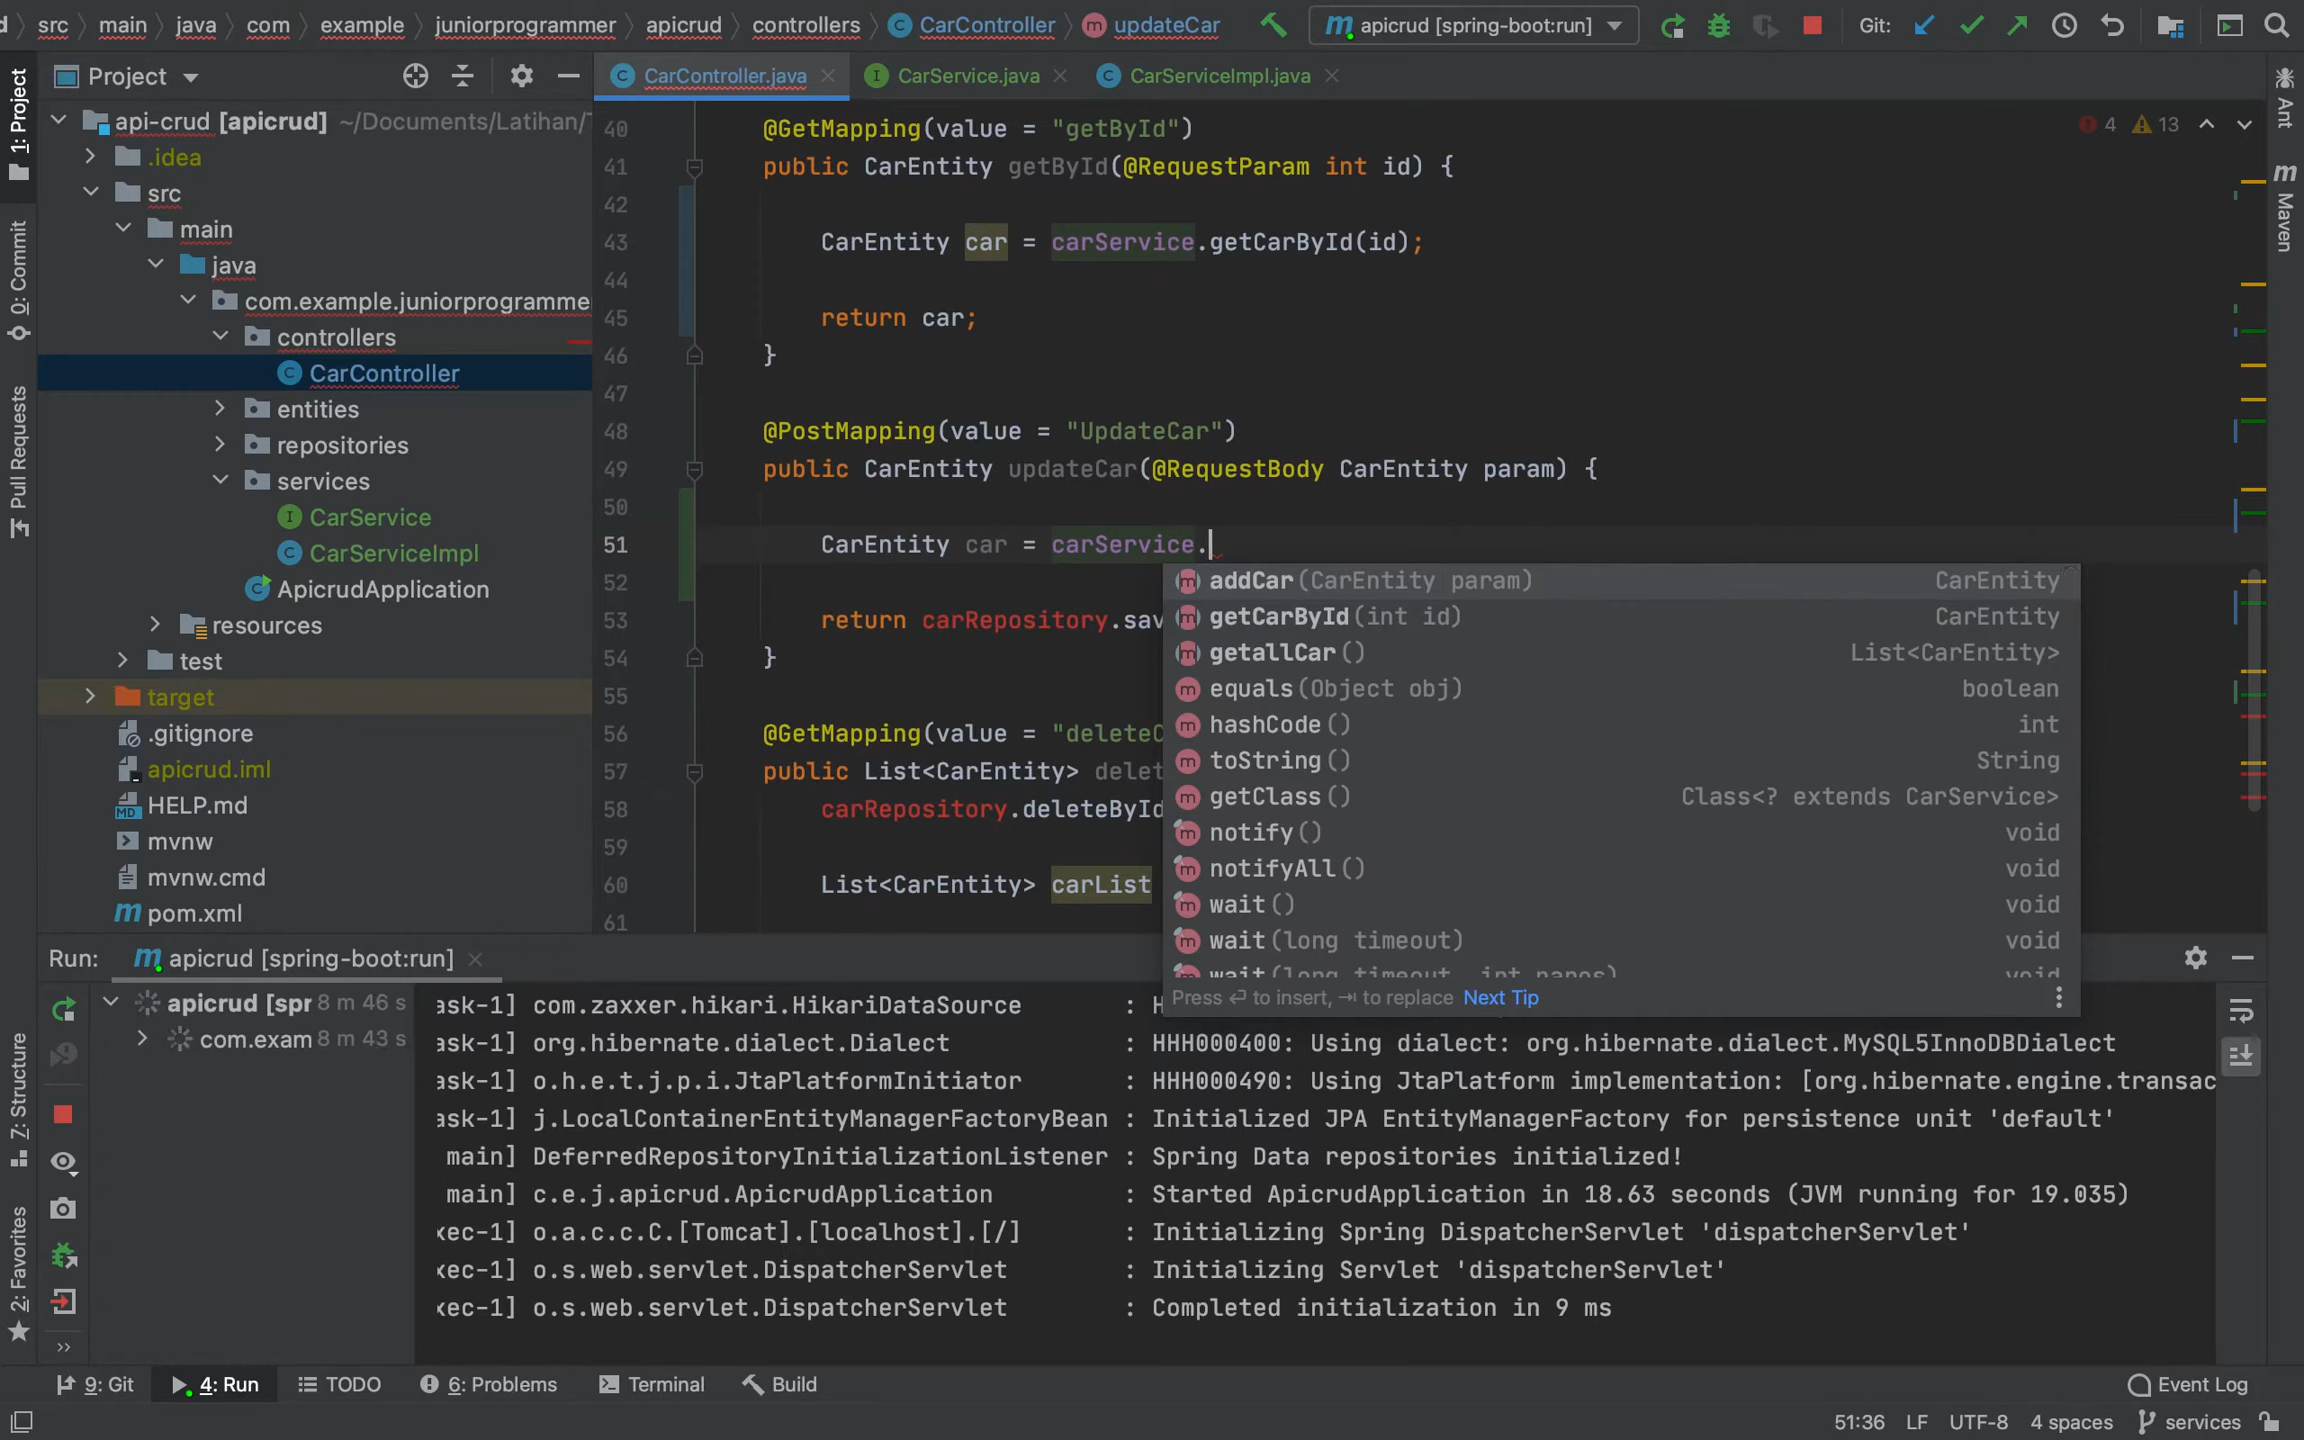 d
src
main
java
com
example
juniorprogrammer
apicrud
controllers
CarController
updateCar
apicrud [spring-boot:run]
Git:
Project
CarController.java
CarService.java
CarServiceImpl.java
1: Project
0: Commit
Pull Requests
Z: Structure
2: Favorites
Ant
Maven
api-crud [apicrud] ~/Documents/Latihan/
.idea
src
main
java
com.example.juniorprogrammer
controllers
CarController
entities
repositories
services
CarService
CarServiceImpl
ApicrudApplication
resources
test
target
.gitignore
apicrud.iml
HELP.md
mvnw
mvnw.cmd
pom.xml
4 13
40 @GetMapping(value = "getById")
41 public CarEntity getById(@RequestParam int id) {
42
43 CarEntity car = carService.getCarById(id);
44
45 return car;
46 }
47
48 @PostMapping(value = "UpdateCar")
49 public CarEntity updateCar(@RequestBody CarEntity param) {
50
51 CarEntity car = carService.
52
53 return carRepository.sav
54 }
55
56 @GetMapping(value = "deleteC
57 public List<CarEntity> delet
58 carRepository.deleteById
59
60 List<CarEntity> carList
61
addCar(CarEntity param) CarEntity
getCarById(int id) CarEntity
getallCar() List<CarEntity>
equals(Object obj) boolean
hashCode() int
toString() String
getClass() Class<? extends CarService>
notify() void
notifyAll() void
wait() void
wait(long timeout) void
wait(long timeout, int nanos) void
Press ↩ to insert, ⇥ to replace Next Tip
Run: apicrud [spring-boot:run]
apicrud [spr 8 m 46 s
com.exam 8 m 43 s
ask-1] com.zaxxer.hikari.HikariDataSource : H
ask-1] org.hibernate.dialect.Dialect : HHH000400: Using dialect: org.hibernate.dialect.MySQL5InnoDBDialect
ask-1] o.h.e.t.j.p.i.JtaPlatformInitiator : HHH000490: Using JtaPlatform implementation: [org.hibernate.engine.transac
ask-1] j.LocalContainerEntityManagerFactoryBean : Initialized JPA EntityManagerFactory for persistence unit 'default'
main] DeferredRepositoryInitializationListener : Spring Data repositories initialized!
main] c.e.j.apicrud.ApicrudApplication : Started ApicrudApplication in 18.63 seconds (JVM running for 19.035)
xec-1] o.a.c.c.C.[Tomcat].[localhost].[/] : Initializing Spring DispatcherServlet 'dispatcherServlet'
xec-1] o.s.web.servlet.DispatcherServlet : Initializing Servlet 'dispatcherServlet'
xec-1] o.s.web.servlet.DispatcherServlet : Completed initialization in 9 ms
9: Git
4: Run
TODO
6: Problems
Terminal
Build
Event Log
51:36 LF UTF-8 4 spaces services